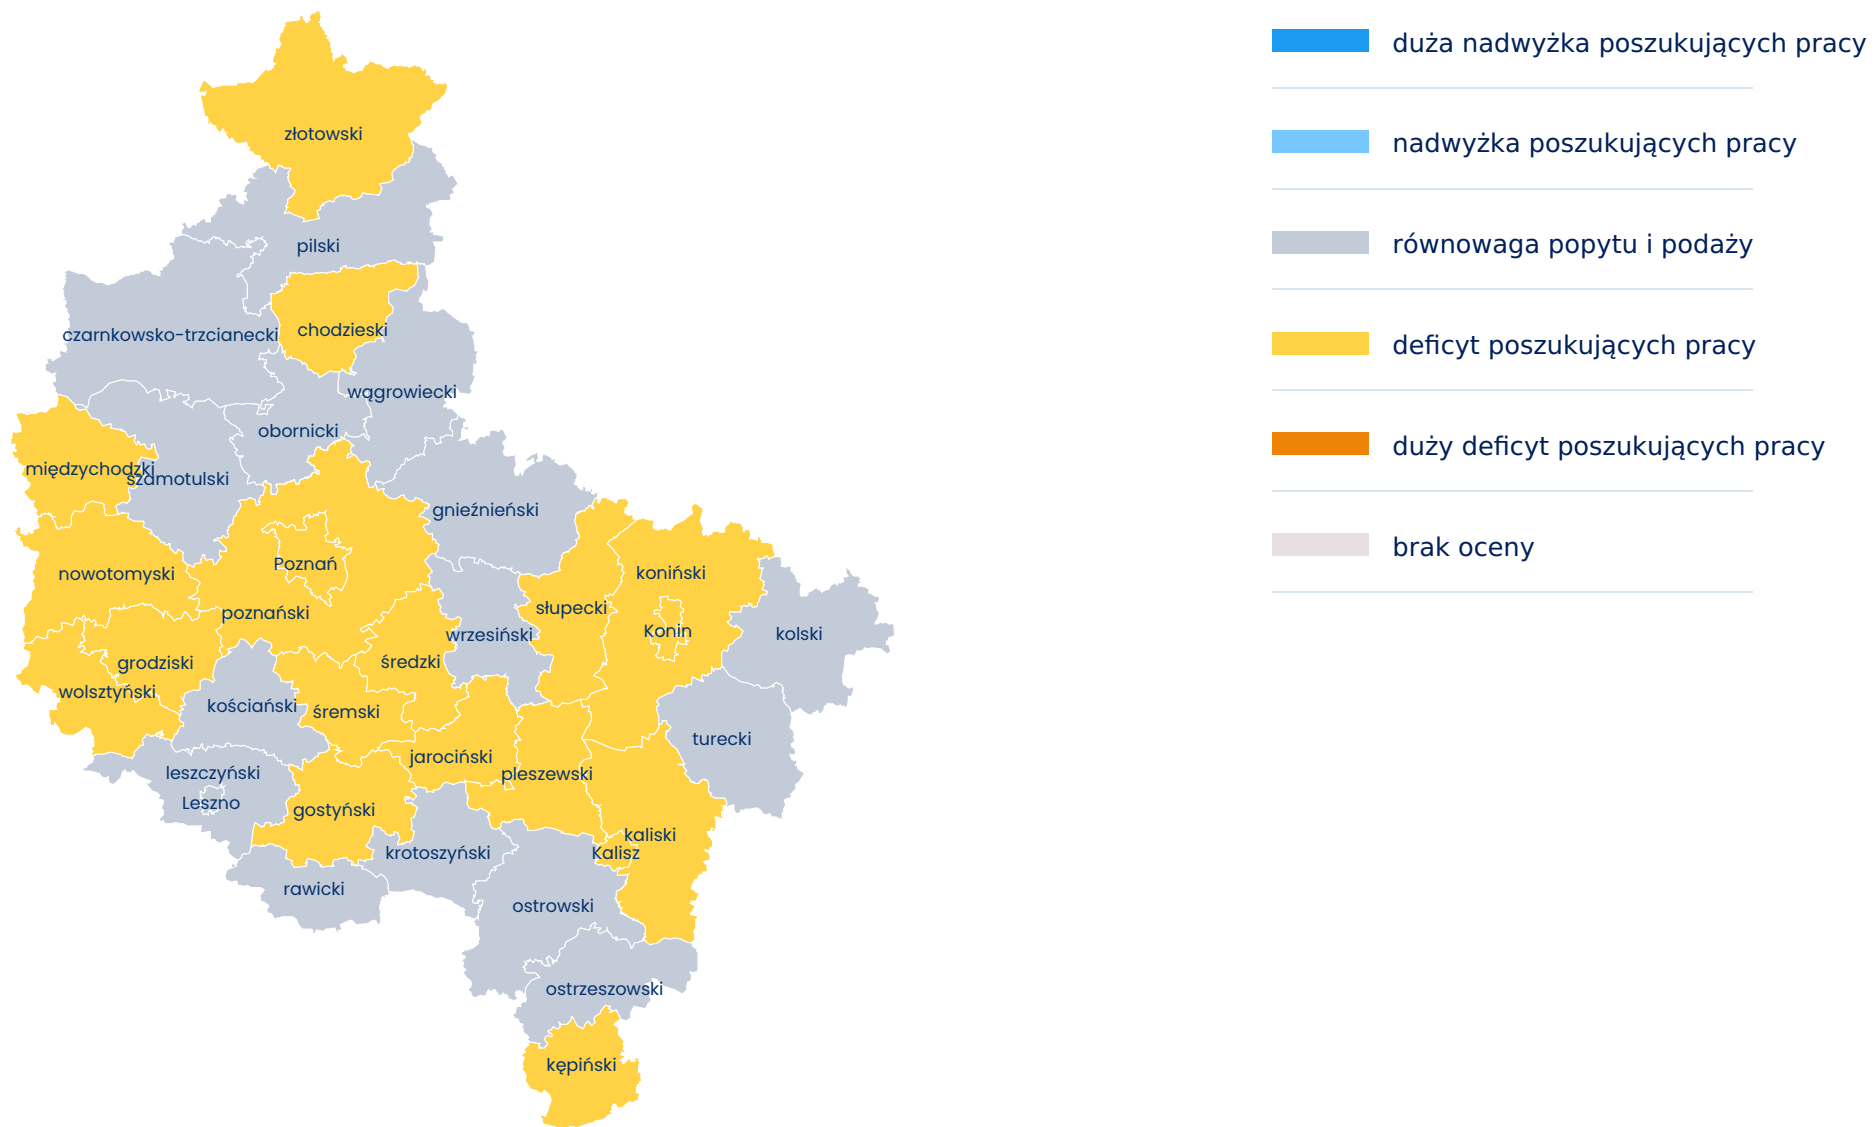 złotowski
pilski
chodzieski
czarnkowsko-trzcianecki
wągrowiecki
obornicki
międzychodzki
szamotulski
gnieźnieński
Poznań
nowotomyski
koniński
słupecki
poznański
Konin
kolski
wrzesiński
średzki
grodziski
wolsztyński
kościański
śremski
turecki
jarociński
leszczyński
pleszewski
Leszno
gostyński
kaliski
Kalisz
krotoszyński
rawicki
ostrowski
ostrzeszowski
kępiński
duża nadwyżka poszukujących pracy
nadwyżka poszukujących pracy
równowaga popytu i podaży
deficyt poszukujących pracy
duży deficyt poszukujących pracy
brak oceny